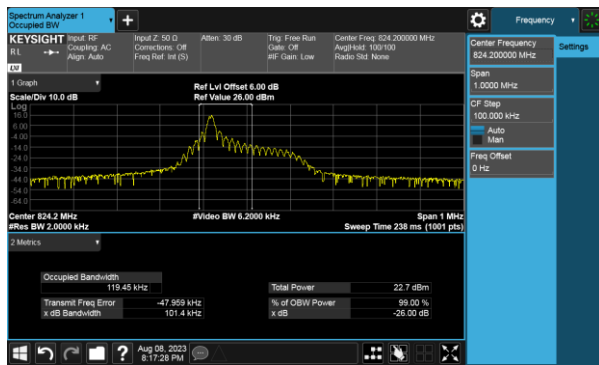 Spectrum Analyzer 1
Occupied BW
Frequency
KEYSIGHT
Input: RF
Coupling: AC
Align: Auto
RL
Input Z: 50 Ω
Corrections: Off
Freq Ref: Int (S)
Atten: 30 dB
Trig: Free Run
Gate: Off
#IF Gain: Low
Center Freq: 824.200000 MHz
Avg|Hold: 100/100
Radio Std: None
Center Frequency
824.200000 MHz
Settings
Span
1.0000 MHz
CF Step
100.000 kHz
Auto
Man
Freq Offset
0 Hz
LXI
1 Graph
Scale/Div 10.0 dB
Ref Lvl Offset 6.00 dB
Ref Value 26.00 dBm
Log
16.0
6.00
-4.00
-14.0
-24.0
-34.0
-44.0
-54.0
-64.0
Center 824.2 MHz
#Video BW 6.2000 kHz
Span 1 MHz
#Res BW 2.0000 kHz
Sweep Time 238 ms (1001 pts)
2 Metrics
Occupied Bandwidth
119.45 kHz
Total Power 22.7 dBm
Transmit Freq Error -47.959 kHz
% of OBW Power 99.00 %
x dB Bandwidth 101.4 kHz
x dB -26.00 dB
Aug 08, 2023
8:17:28 PM